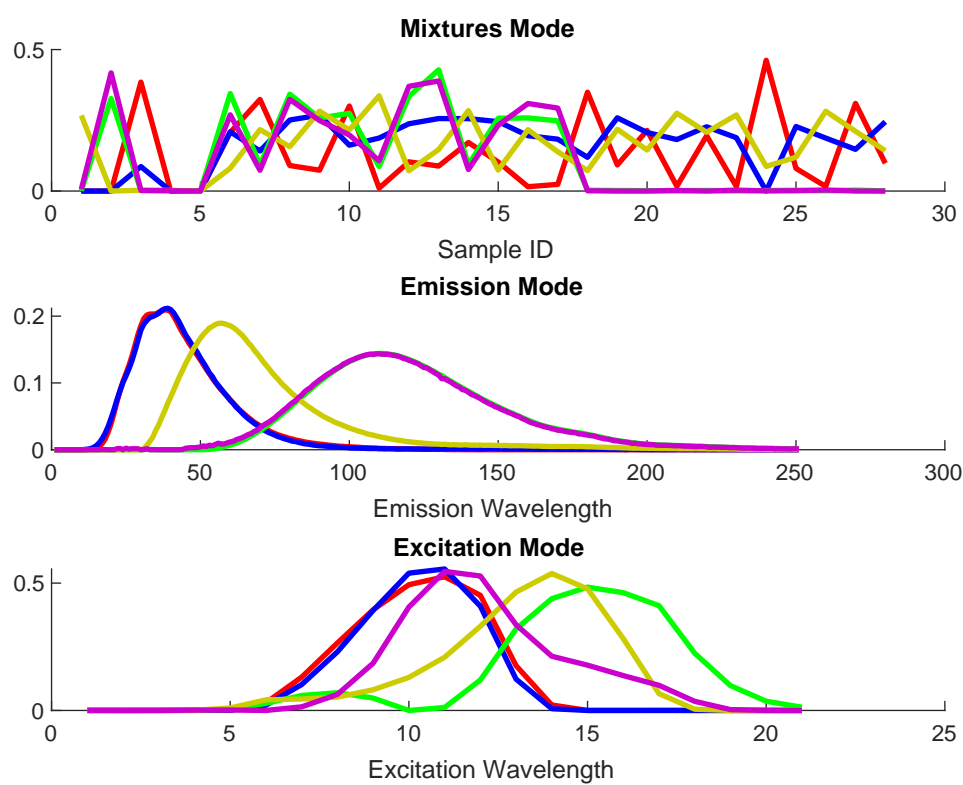 Mixtures Mode
0.5
0
0 5 10 15 20 25 30
Sample ID
Emission Mode
0.2
0.1
0
0 50 100 150 200 250 300
Emission Wavelength
Excitation Mode
0.5
0
0 5 10 15 20 25
Excitation Wavelength